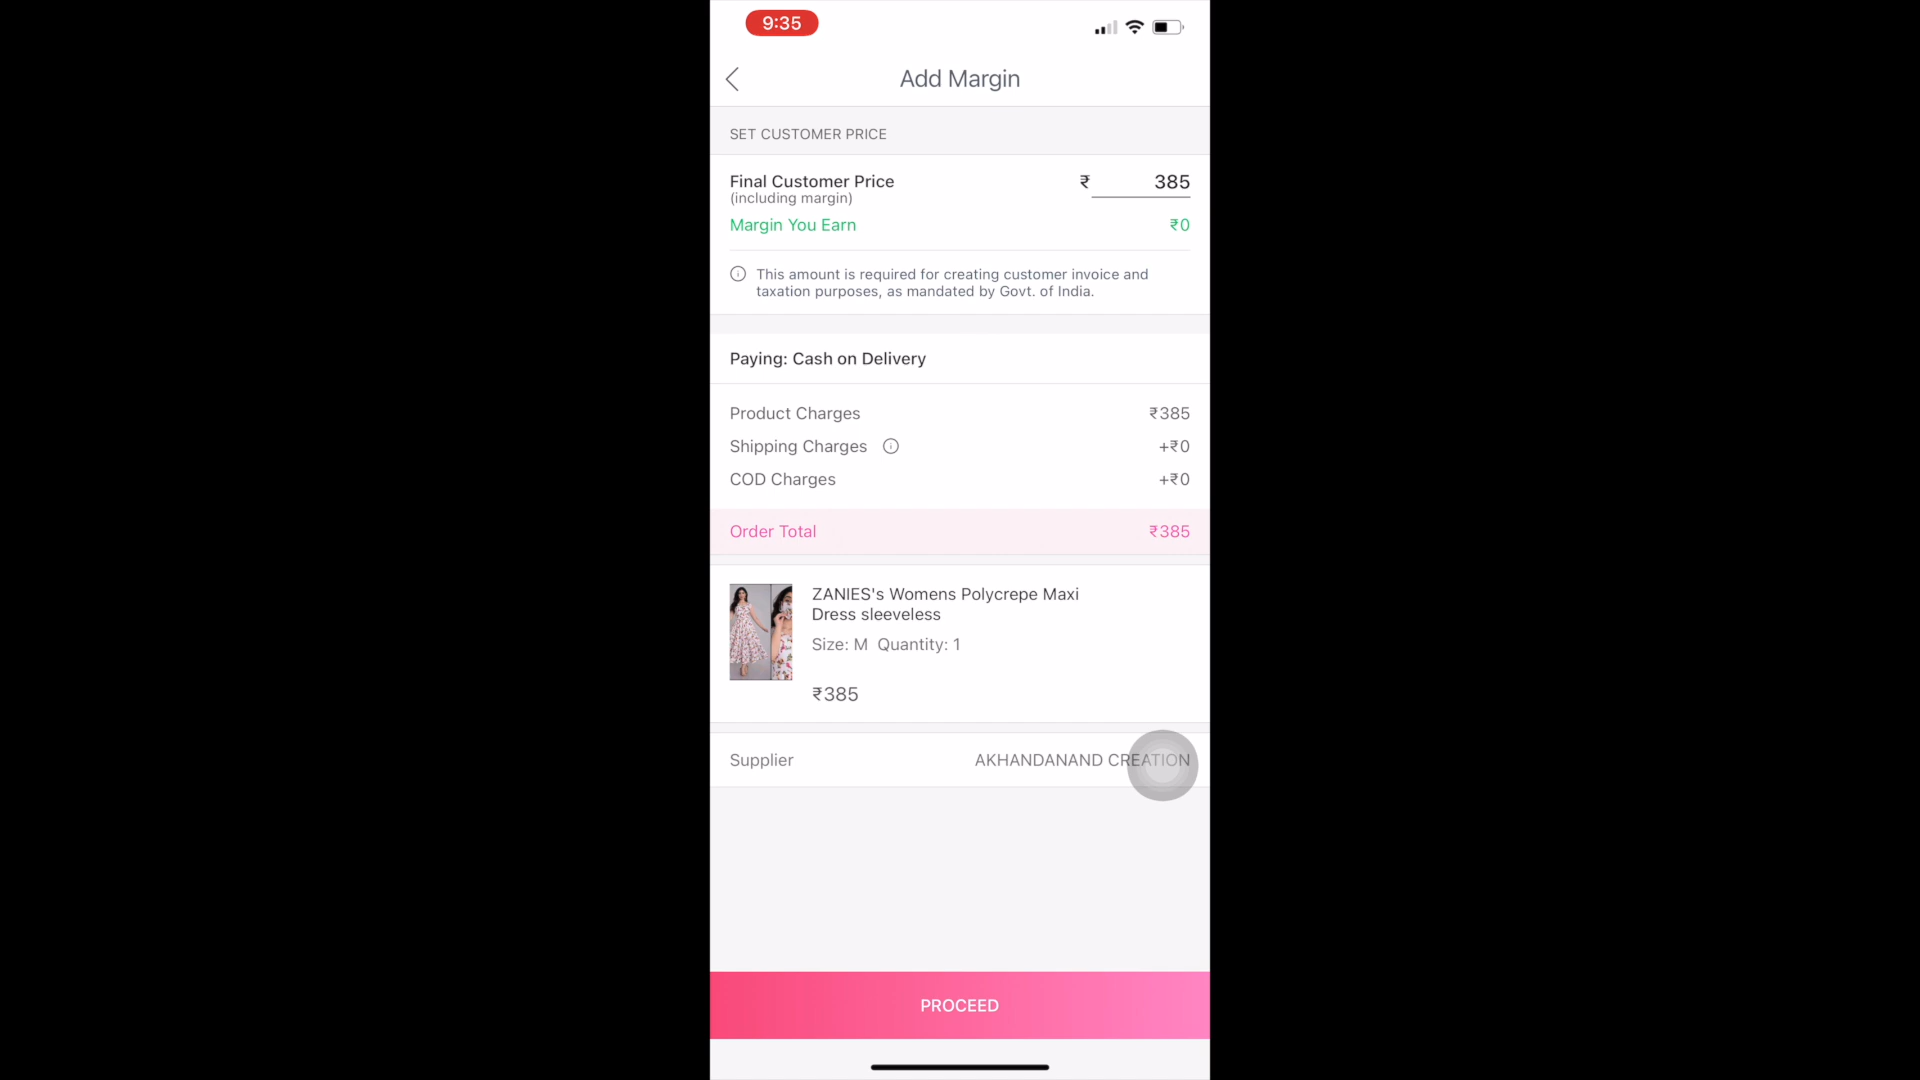 9:35
Add Margin
SET CUSTOMER PRICE
Final Customer Price ₹ 385
(including margin)
Margin You Earn ₹0
This amount is required for creating customer invoice and
taxation purposes, as mandated by Govt. of India.
Paying: Cash on Delivery
Product Charges ₹385
Shipping Charges +₹0
COD Charges +₹0
Order Total ₹385
ZANIES's Womens Polycrepe Maxi
Dress sleeveless
Size: M Quantity: 1
₹385
Supplier AKHANDANAND CREATION
PROCEED